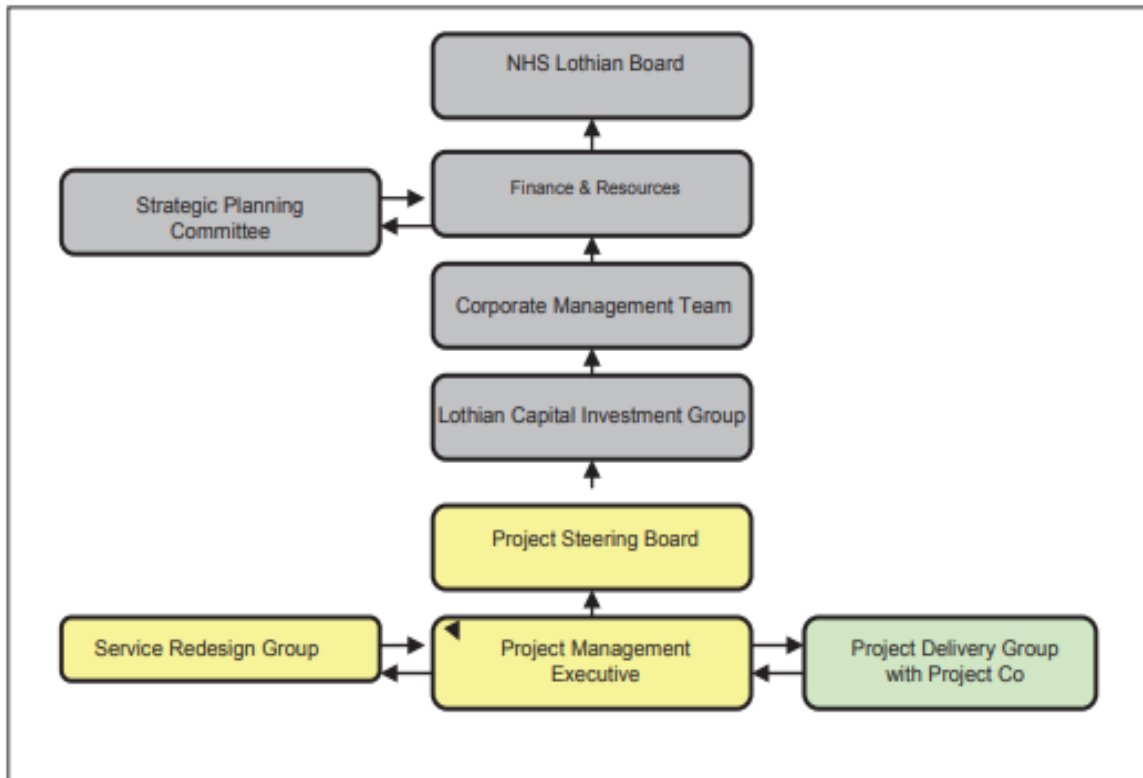 NHS Lothian Board
Finance & Resources
Strategic Planning
Committee
Corporate Management Team
Lothian Capital Investment Group
Project Steering Board
Service Redesign Group
Project Management
Executive
Project Delivery Group
with Project Co